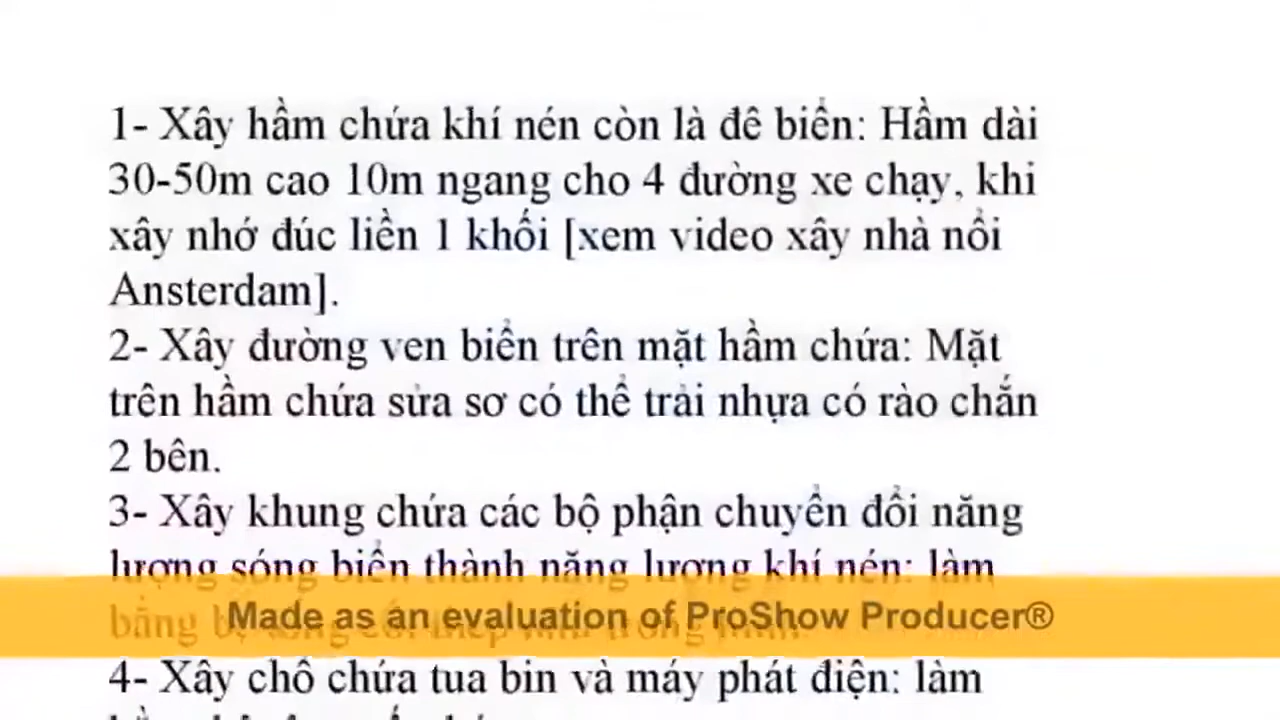 1- Xây hầm chứa khí nén còn là đê biển: Hầm dài
30-50m cao 10m ngang cho 4 đường xe chạy, khi
xây nhớ đúc liền 1 khối [xem video xây nhà nổi
Ansterdam].
2- Xây đường ven biển trên mặt hầm chứa: Mặt
trên hầm chứa sửa sơ có thể trải nhựa có rào chắn
2 bên.
3- Xây khung chứa các bộ phận chuyển đổi năng
lượng sóng biển thành năng lượng khí nén: làm
bằng
Made as an evaluation of ProShow Producer®
4- Xây chỗ chứa tua bin và máy phát điện: làm